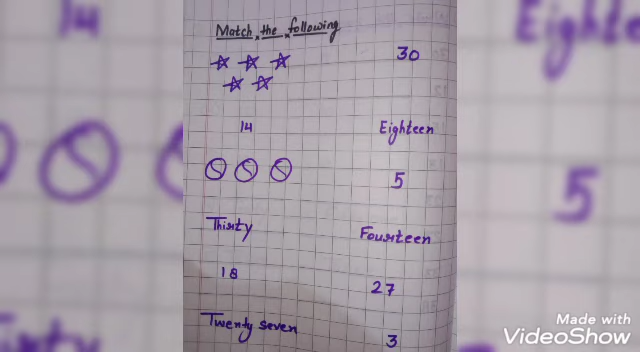 Match the following
30
14 Eighteen
5
Thirty Fourteen
18 27
Twenty seven 3
Made with
VideoShow